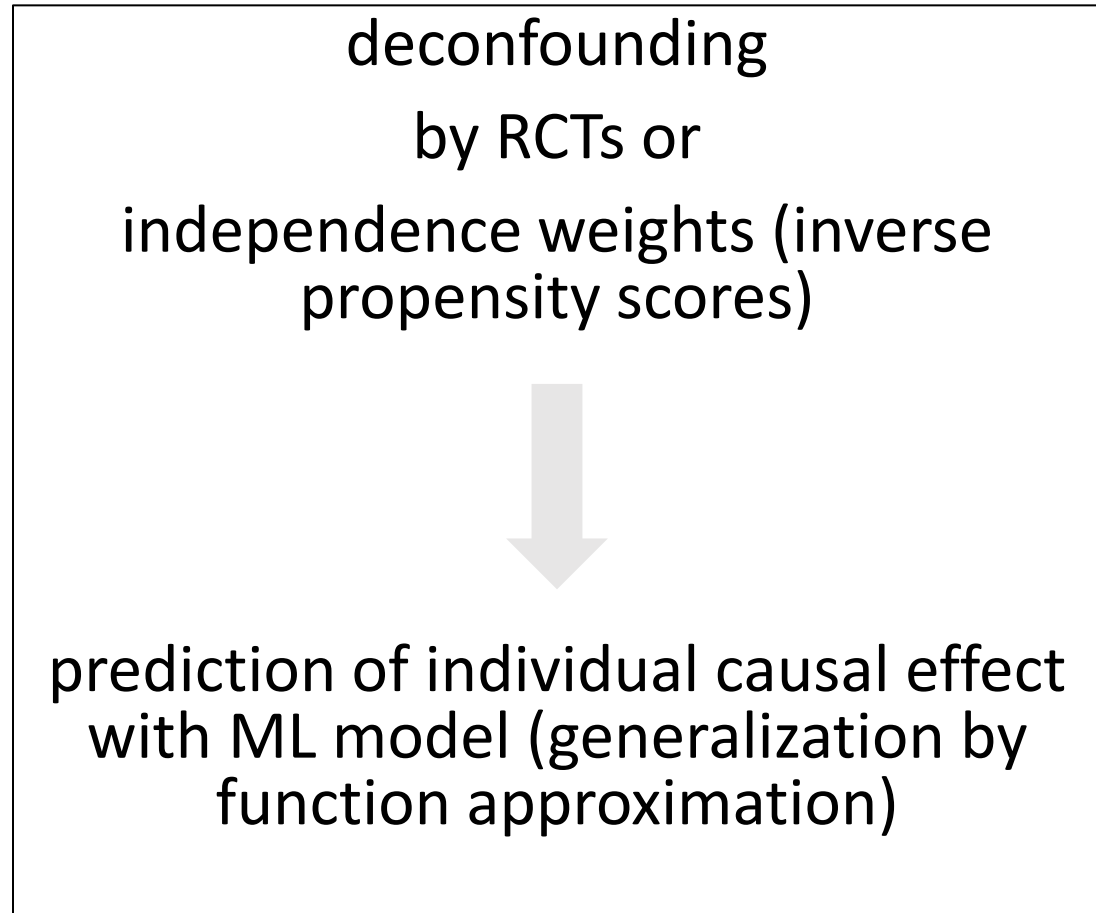 deconfounding
by RCTs or
independence weights (inverse
propensity scores)
prediction of individual causal effect
with ML model (generalization by
function approximation)